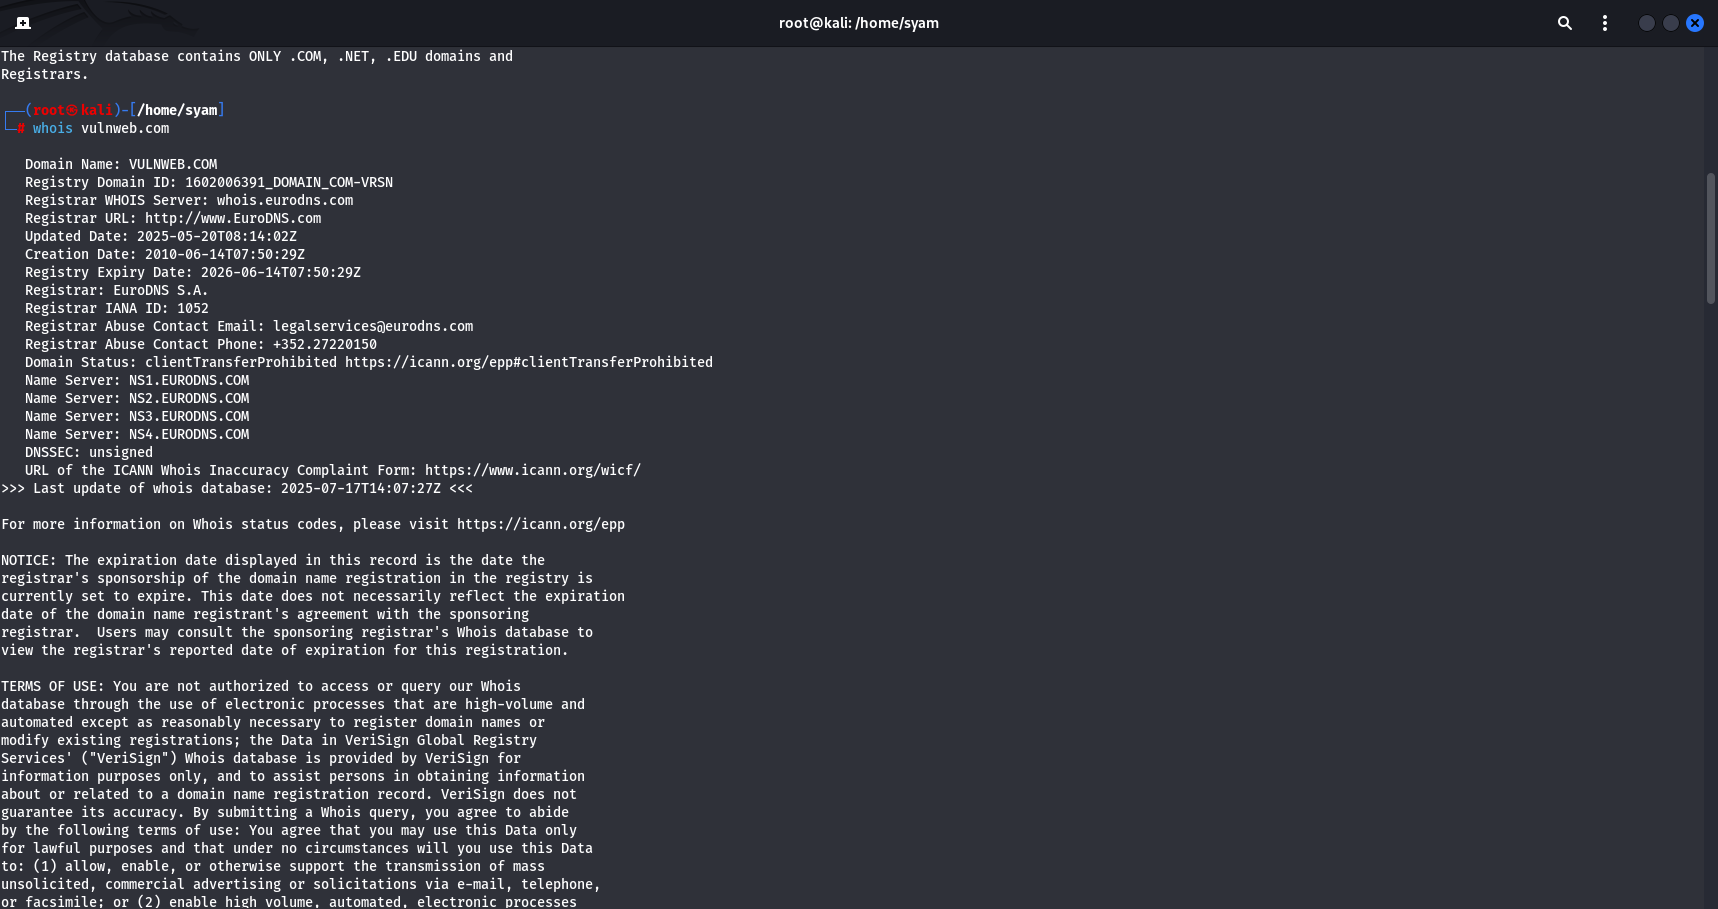 root@kali: /home/syam
The Registry database contains ONLY .COM, .NET, .EDU domains and
Registrars.
(root㉿kali)-[/home/syam]
# whois vulnweb.com
Domain Name: VULNWEB.COM
Registry Domain ID: 1602006391_DOMAIN_COM-VRSN
Registrar WHOIS Server: whois.eurodns.com
Registrar URL: http://www.EuroDNS.com
Updated Date: 2025-05-20T08:14:02Z
Creation Date: 2010-06-14T07:50:29Z
Registry Expiry Date: 2026-06-14T07:50:29Z
Registrar: EuroDNS S.A.
Registrar IANA ID: 1052
Registrar Abuse Contact Email: legalservices@eurodns.com
Registrar Abuse Contact Phone: +352.27220150
Domain Status: clientTransferProhibited https://icann.org/epp#clientTransferProhibited
Name Server: NS1.EURODNS.COM
Name Server: NS2.EURODNS.COM
Name Server: NS3.EURODNS.COM
Name Server: NS4.EURODNS.COM
DNSSEC: unsigned
URL of the ICANN Whois Inaccuracy Complaint Form: https://www.icann.org/wicf/
>>> Last update of whois database: 2025-07-17T14:07:27Z <<<
For more information on Whois status codes, please visit https://icann.org/epp
NOTICE: The expiration date displayed in this record is the date the
registrar's sponsorship of the domain name registration in the registry is
currently set to expire. This date does not necessarily reflect the expiration
date of the domain name registrant's agreement with the sponsoring
registrar.  Users may consult the sponsoring registrar's Whois database to
view the registrar's reported date of expiration for this registration.
TERMS OF USE: You are not authorized to access or query our Whois
database through the use of electronic processes that are high-volume and
automated except as reasonably necessary to register domain names or
modify existing registrations; the Data in VeriSign Global Registry
Services' ("VeriSign") Whois database is provided by VeriSign for
information purposes only, and to assist persons in obtaining information
about or related to a domain name registration record. VeriSign does not
guarantee its accuracy. By submitting a Whois query, you agree to abide
by the following terms of use: You agree that you may use this Data only
for lawful purposes and that under no circumstances will you use this Data
to: (1) allow, enable, or otherwise support the transmission of mass
unsolicited, commercial advertising or solicitations via e-mail, telephone,
or facsimile; or (2) enable high volume, automated, electronic processes